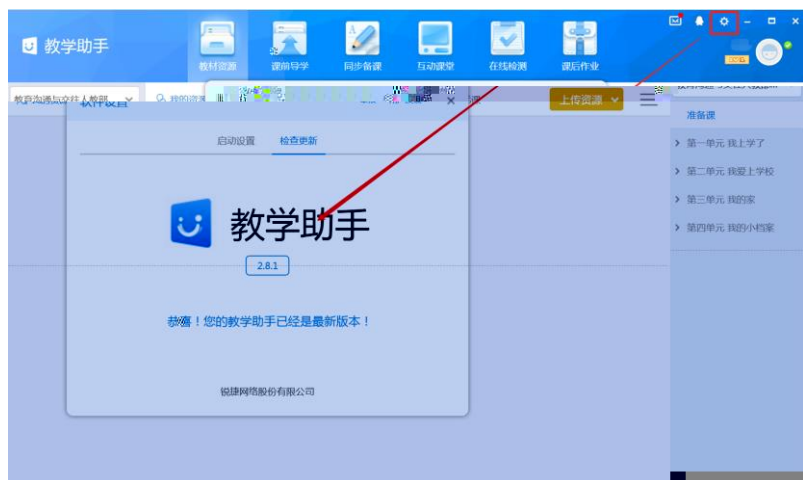 教学助手
教材资源 课前导学 同步备课 互动课堂 在线检测 课后作业
上传资源
准备课
第一单元 我上学了
第二单元 我爱上学校
第三单元 我的家
第四单元 我的小档案
软件设置
启动设置 检查更新
教学助手
2.8.1
恭喜！您的教学助手已经是最新版本！
锐捷网络股份有限公司